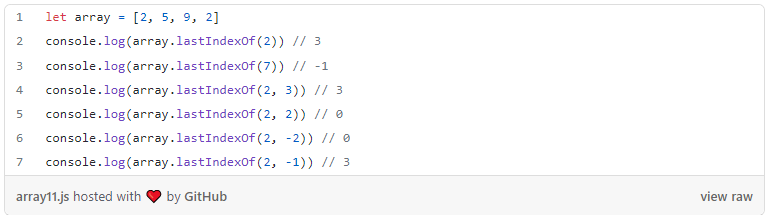 1 let array = [2, 5, 9, 2]
2 console.log(array.lastIndexOf(2)) // 3
3 console.log(array.lastIndexOf(7)) // -1
4 console.log(array.lastIndexOf(2, 3)) // 3
5 console.log(array.lastIndexOf(2, 2)) // 0
6 console.log(array.lastIndexOf(2, -2)) // 0
7 console.log(array.lastIndexOf(2, -1)) // 3
array11.js hosted with ❤ by GitHub view raw